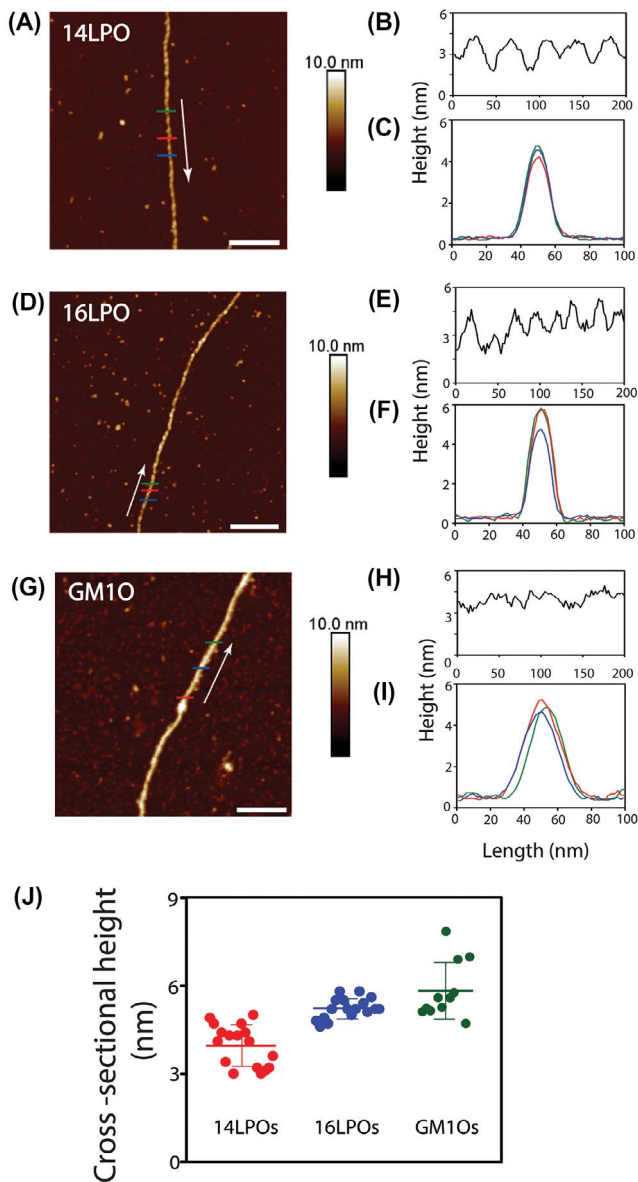 (A)
14LPO
10.0 nm
(B)
6
3
0
0 50 100 150 200
(C)
Height (nm)
6
4
2
0 20 40 60 80 100
(D)
16LPO
10.0 nm
(E)
6
3
0
0 50 100 150 200
(F)
Height (nm)
6
4
2
0
0 20 40 60 80 100
(G)
GM1O
10.0 nm
(H)
6
3
0
0 50 100 150 200
(I)
Height (nm)
6
4
2
0
0 20 40 60 80 100
Length (nm)
(J)
Cross -sectional height
(nm)
9
6
3
0
14LPOs 16LPOs GM1Os